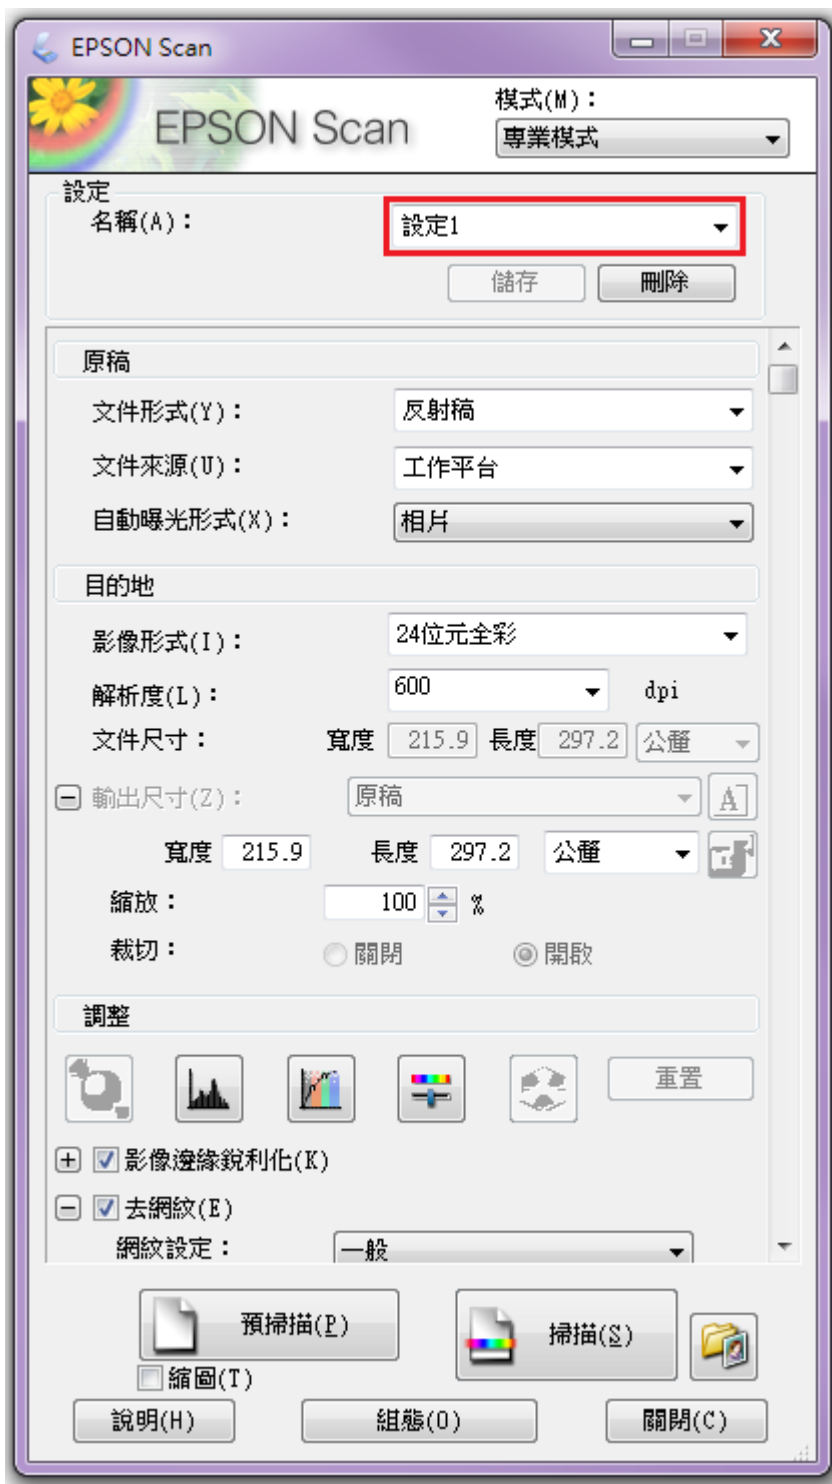 EPSON Scan
EPSON Scan
模式(M)：
專業模式
設定
名稱(A)：
設定1
儲存
刪除
原稿
文件形式(Y)：
反射稿
文件來源(U)：
工作平台
自動曝光形式(X)：
相片
目的地
影像形式(I)：
24位元全彩
解析度(L)：
600
dpi
文件尺寸：
寬度 215.9 長度 297.2 公釐
輸出尺寸(Z)：
原稿
A
寬度 215.9 長度 297.2 公釐
縮放：
100 %
裁切：
關閉
開啟
調整
重置
影像邊緣銳利化(K)
去網紋(E)
網紋設定：
一般
預掃描(P)
掃描(S)
縮圖(T)
說明(H)
組態(O)
關閉(C)